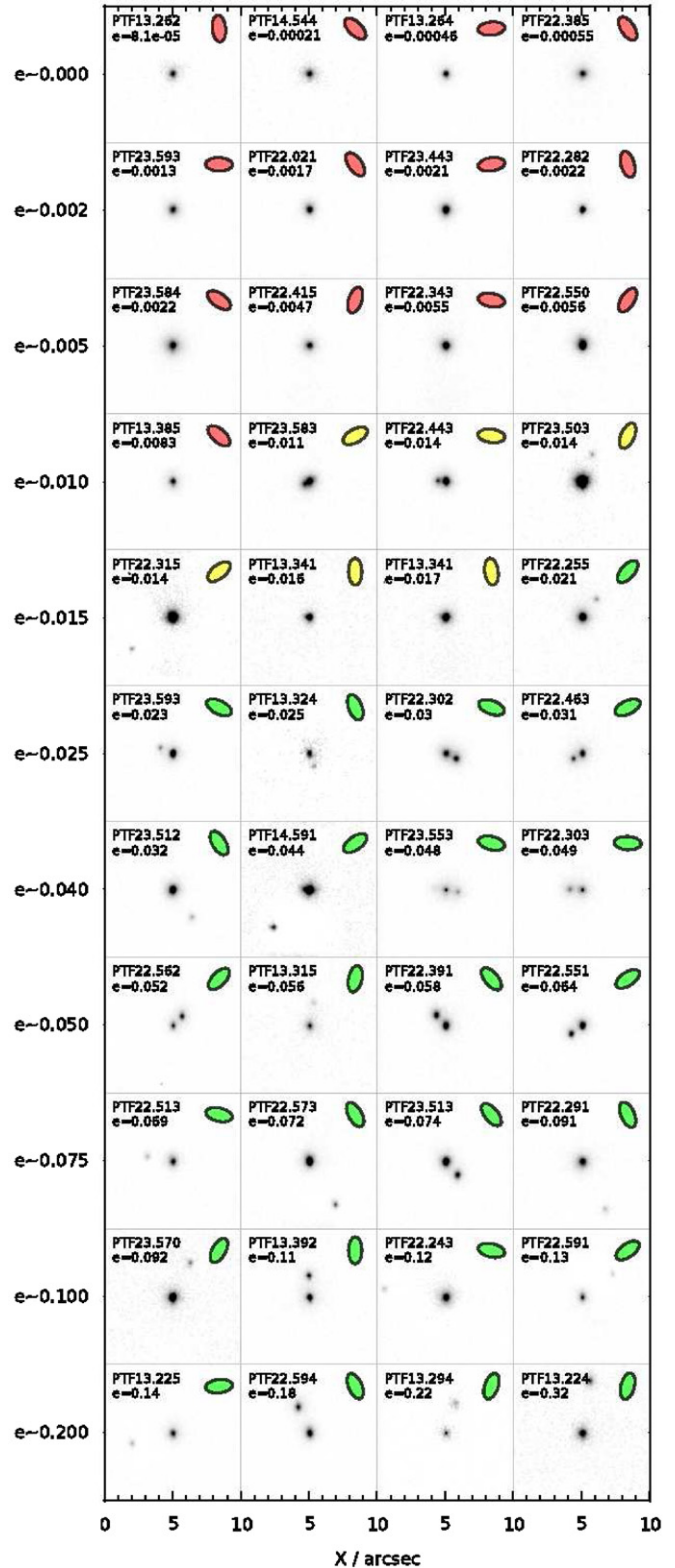 PTF13.262 PTF14.544 PTF13.264 PTF22.385
e=8.1e-05 e=0.00021 e=0.00046 e=0.00055
e~0.000
PTF23.593 PTF22.021 PTF23.443 PTF22.282
e=0.0013 e=0.0017 e=0.0021 e=0.0022
e~0.002
PTF23.584 PTF22.415 PTF22.343 PTF22.550
e=0.0022 e=0.0047 e=0.0055 e=0.0056
e~0.005
PTF13.385 PTF23.583 PTF22.443 PTF23.503
e=0.0083 e=0.011 e=0.014 e=0.014
e~0.010
PTF22.315 PTF13.341 PTF13.341 PTF22.255
e=0.014 e=0.016 e=0.017 e=0.021
e~0.015
PTF23.593 PTF13.324 PTF22.302 PTF22.463
e=0.023 e=0.025 e=0.03 e=0.031
e~0.025
PTF23.512 PTF14.591 PTF23.553 PTF22.303
e=0.032 e=0.044 e=0.048 e=0.049
e~0.040
PTF22.562 PTF13.315 PTF22.391 PTF22.551
e=0.052 e=0.056 e=0.058 e=0.064
e~0.050
PTF22.513 PTF22.573 PTF23.513 PTF22.291
e=0.069 e=0.072 e=0.074 e=0.091
e~0.075
PTF23.570 PTF13.392 PTF22.243 PTF22.591
e=0.092 e=0.11 e=0.12 e=0.13
e~0.100
PTF13.225 PTF22.594 PTF13.294 PTF13.224
e=0.14 e=0.18 e=0.22 e=0.32
e~0.200
0 5 10 5 10 5 10 5 10
X / arcsec